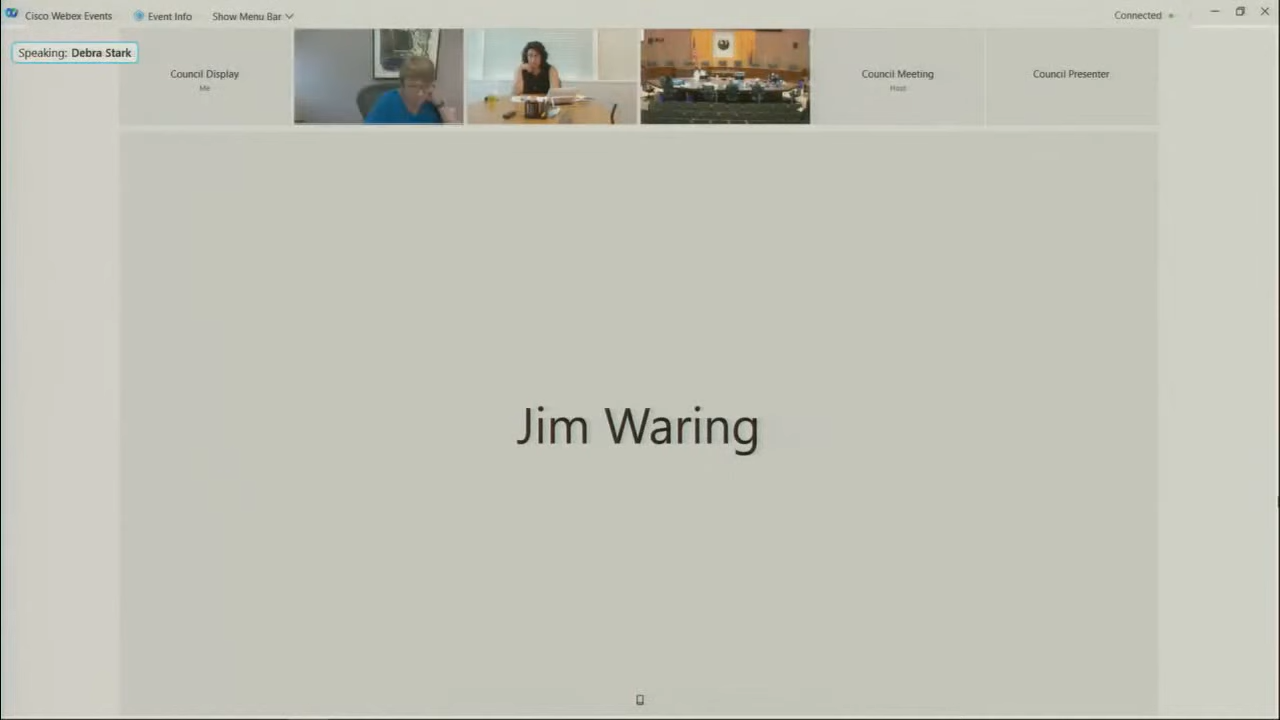 Cisco Webex Events
Event Info
Show Menu Bar
Connected
Speaking: Debra Stark
Council Display
Me
Council Meeting
Host
Council Presenter
Jim Waring